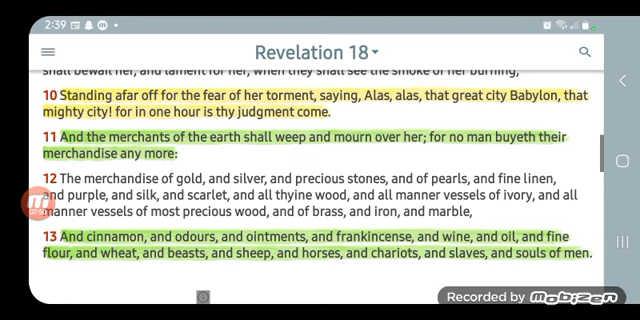 2:39
Revelation 18
shall bewail her, and lament for her, when they shall see the smoke of her burning,
10 Standing afar off for the fear of her torment, saying, Alas, alas, that great city Babylon, that
mighty city! for in one hour is thy judgment come.
11 And the merchants of the earth shall weep and mourn over her; for no man buyeth their
merchandise any more:
12 The merchandise of gold, and silver, and precious stones, and of pearls, and fine linen,
and purple, and silk, and scarlet, and all thyine wood, and all manner vessels of ivory, and all
manner vessels of most precious wood, and of brass, and iron, and marble,
13 And cinnamon, and odours, and ointments, and frankincense, and wine, and oil, and fine
flour, and wheat, and beasts, and sheep, and horses, and chariots, and slaves, and souls of men.
Recorded by Mobizen